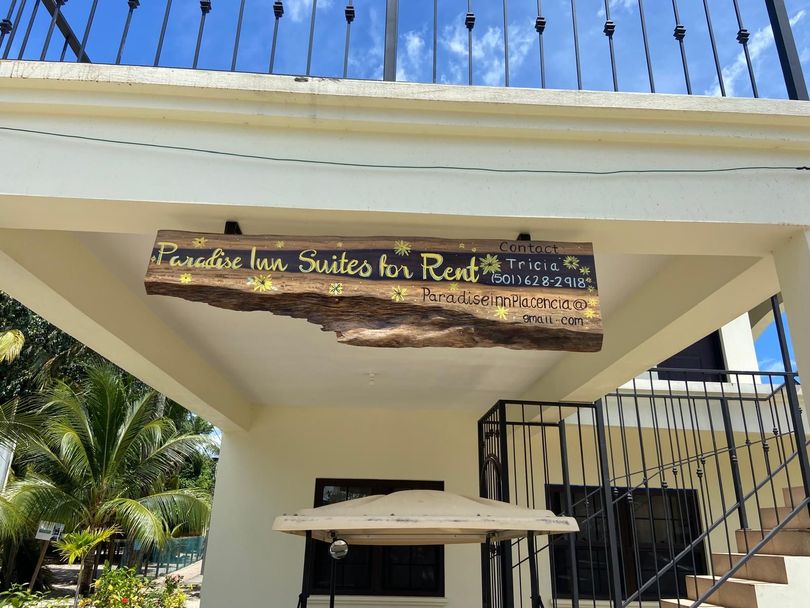 Paradise Inn Suites for Rent
Contact
Tricia
(501)628-2918
ParadiseInnPlacencia@
gmail.com